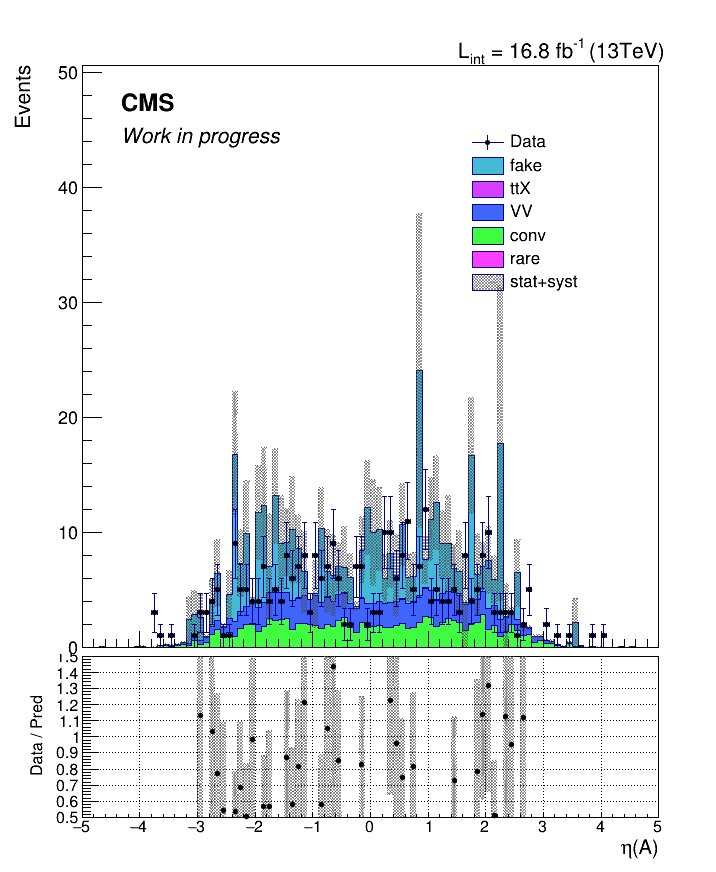 L_int = 16.8 fb^-1 (13TeV)
Events
50
40
30
20
10
0
CMS
Work in progress
Data
fake
ttX
VV
conv
rare
stat+syst
Data / Pred
1.5
1.4
1.3
1.2
1.1
1
0.9
0.8
0.7
0.6
0.5
−5 −4 −3 −2 −1 0 1 2 3 4 5
η(A)